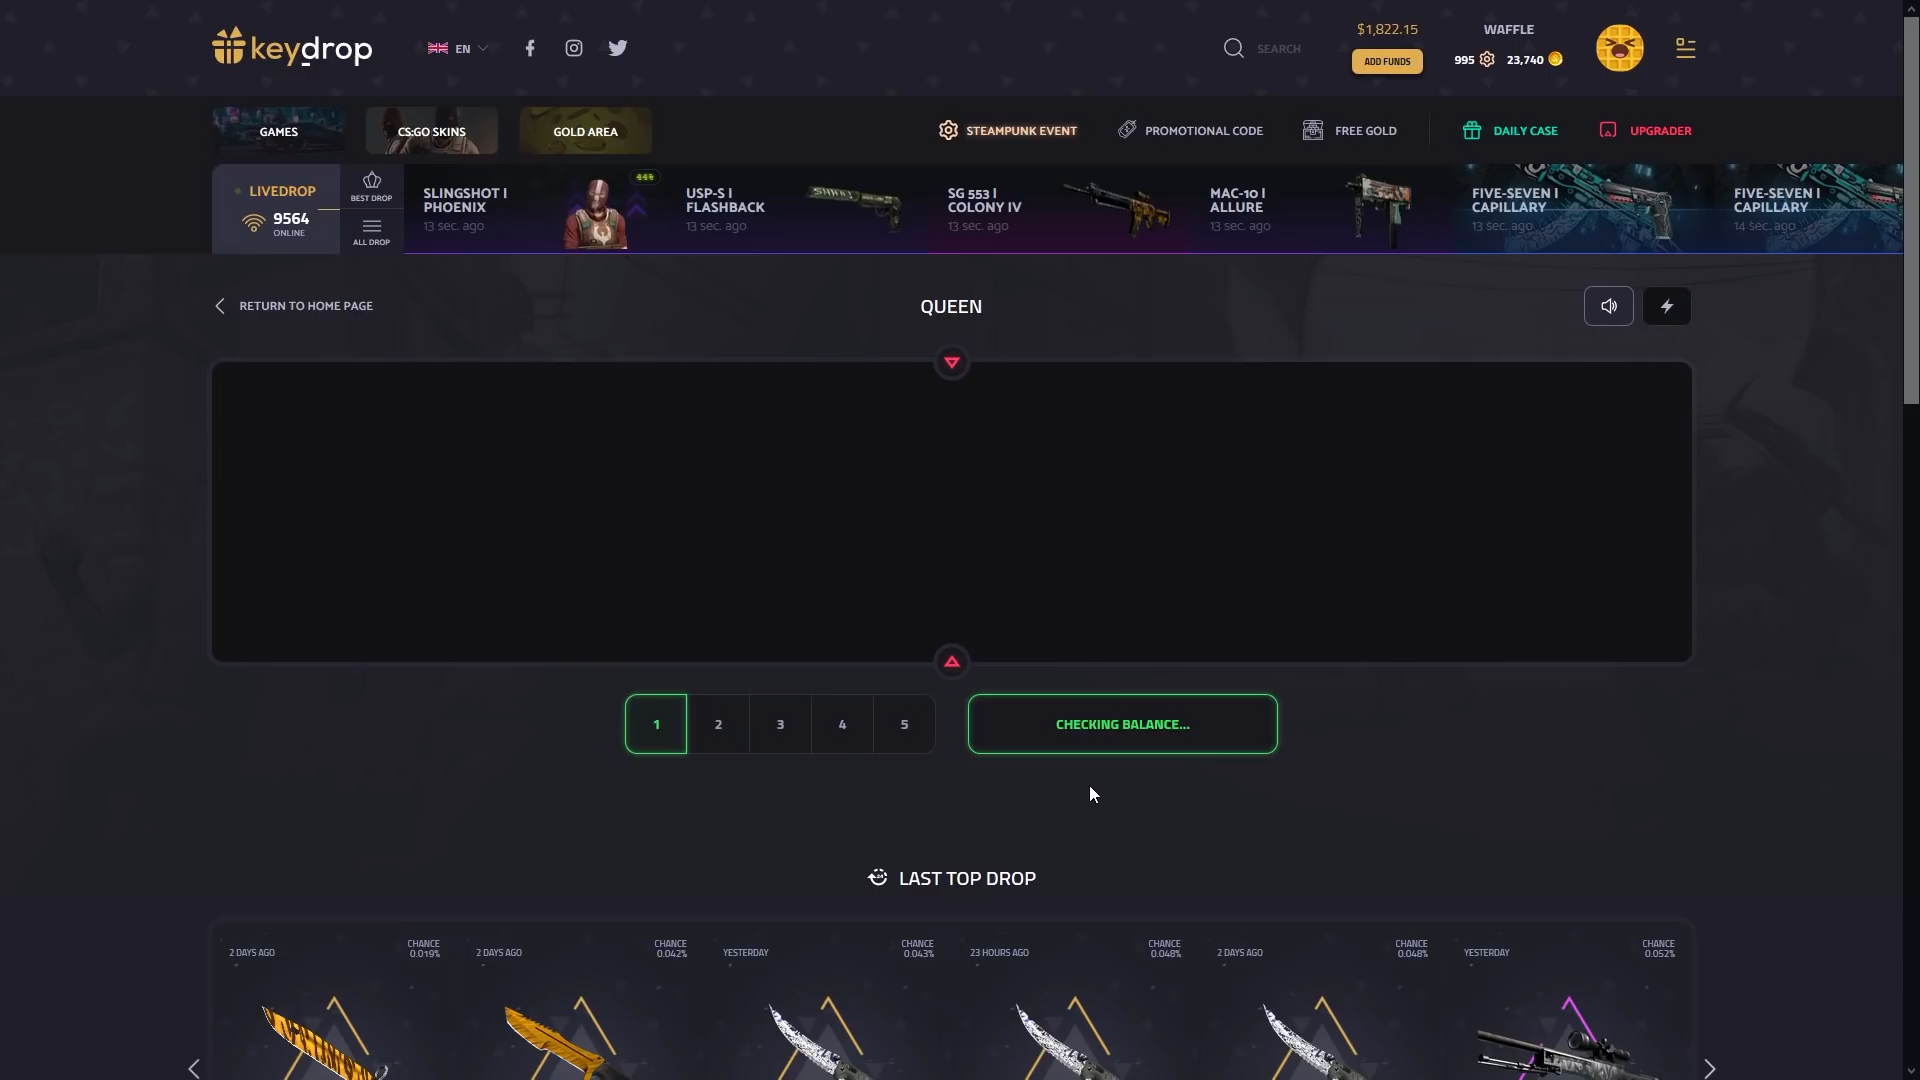 keydrop
EN
SEARCH
$1,822.15
ADD FUNDS
WAFFLE
995
23,740
GAMES
CS:GO SKINS
GOLD AREA
STEAMPUNK EVENT
PROMOTIONAL CODE
FREE GOLD
DAILY CASE
UPGRADER
LIVEDROP
9564
ONLINE
BEST DROP
ALL DROP
SLINGSHOT |
PHOENIX
13 sec. ago
USP-S |
FLASHBACK
13 sec. ago
SG 553 |
COLONY IV
13 sec. ago
MAC-10 |
ALLURE
13 sec. ago
FIVE-SEVEN |
CAPILLARY
13 sec. ago
FIVE-SEVEN |
CAPILLARY
14 sec. ago
RETURN TO HOME PAGE
QUEEN
1
2
3
4
5
CHECKING BALANCE...
LAST TOP DROP
2 DAYS AGO
CHANCE
0.019%
2 DAYS AGO
CHANCE
0.042%
YESTERDAY
CHANCE
0.043%
23 HOURS AGO
CHANCE
0.048%
2 DAYS AGO
CHANCE
0.048%
YESTERDAY
CHANCE
0.052%